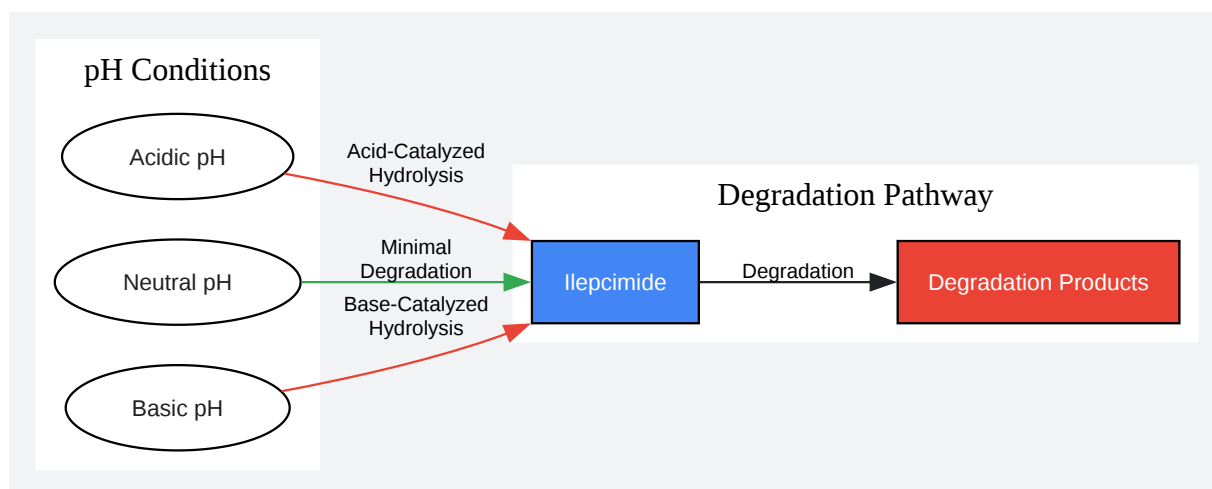 pH Conditions
Acidic pH
Neutral pH
Basic pH
Acid-Catalyzed
Hydrolysis
Minimal
Degradation
Base-Catalyzed
Hydrolysis
Degradation Pathway
Ilepcimide
Degradation
Degradation Products